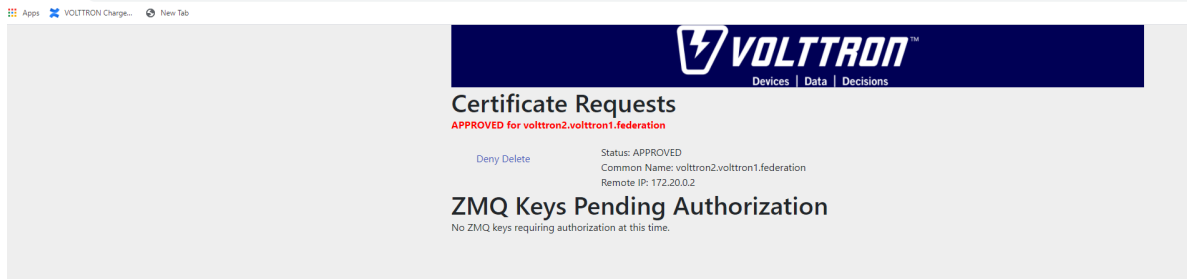 Apps VOLTTRON Charge... New Tab
VOLTTRON™
Devices | Data | Decisions
Certificate Requests
APPROVED for volttron2.volttron1.federation
Deny Delete
Status: APPROVED
Common Name: volttron2.volttron1.federation
Remote IP: 172.20.0.2
ZMQ Keys Pending Authorization
No ZMQ keys requiring authorization at this time.